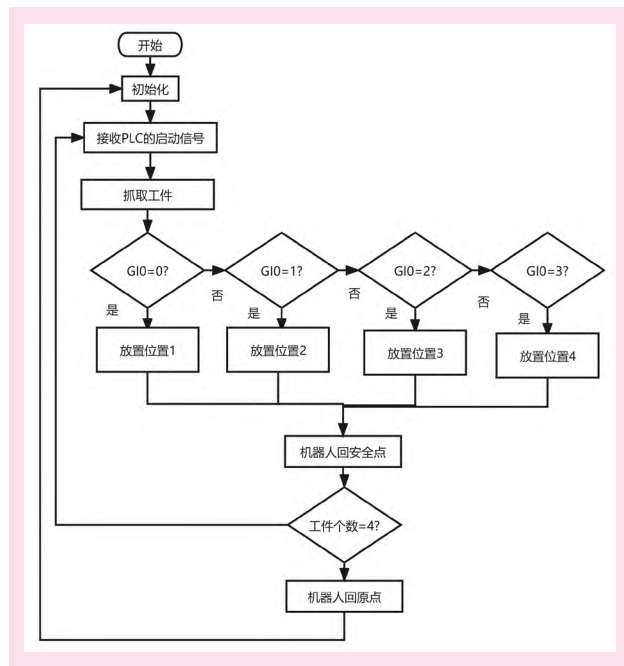 开始
初始化
接收PLC的启动信号
抓取工件
GI0=0?
GI0=1?
GI0=2?
GI0=3?
否
否
否
是
是
是
是
放置位置1
放置位置2
放置位置3
放置位置4
机器人回安全点
工件个数=4?
机器人回原点